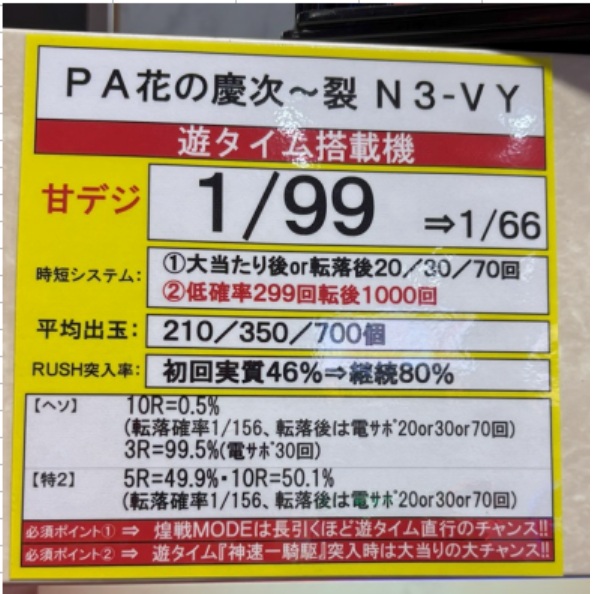 PA花の慶次～裂 N3-VY
遊タイム搭載機
甘デジ 1/99 ⇒1/66
時短システム: ①大当たり後or転落後20/30/70回
②低確率299回転後1000回
平均出玉: 210/350/700個
RUSH突入率: 初回実質46%⇒継続80%
【ヘソ】 10R=0.5%
(転落確率1/156、転落後は電サポ20or30or70回)
3R=99.5%(電サポ30回)
【特2】 5R=49.9%・10R=50.1%
(転落確率1/156、転落後は電サポ20or30or70回)
必須ポイント① ⇒ 煌戦MODEは長引くほど遊タイム直行のチャンス!!
必須ポイント② ⇒ 遊タイム『神速一騎駆』突入時は大当りの大チャンス!!